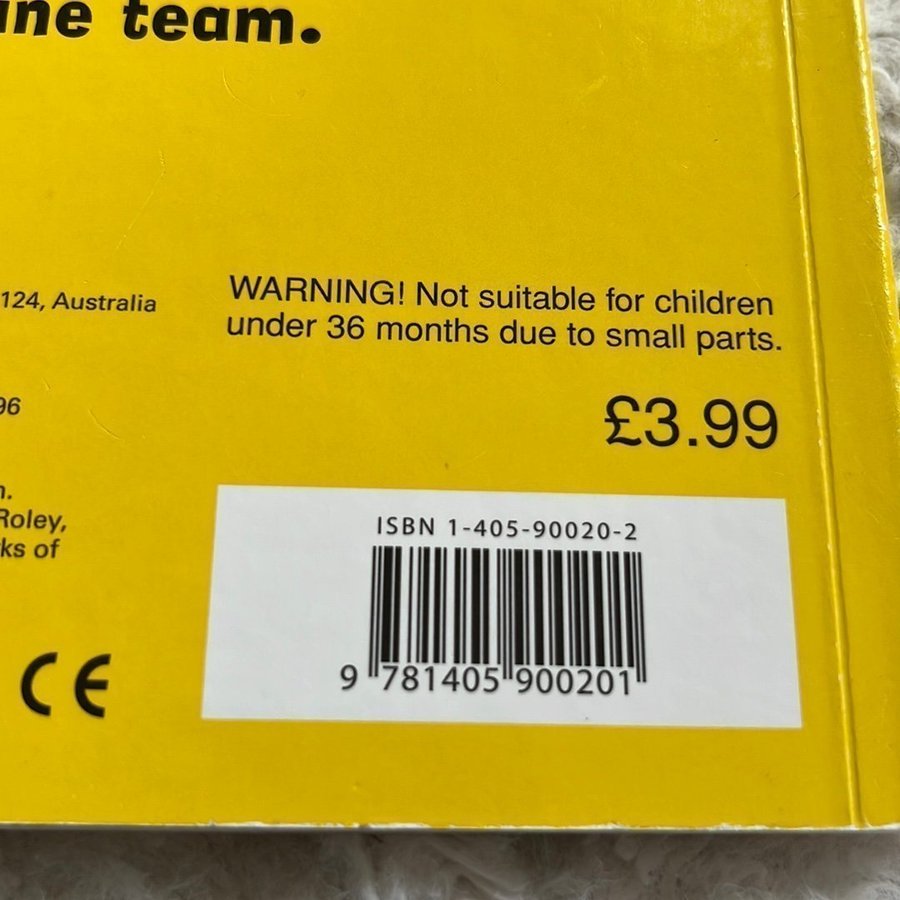 ine team.
124, Australia
WARNING! Not suitable for children
under 36 months due to small parts.
96
£3.99
n.
Roley,
ks of
ISBN 1-405-90020-2
9 781405 900201
CE